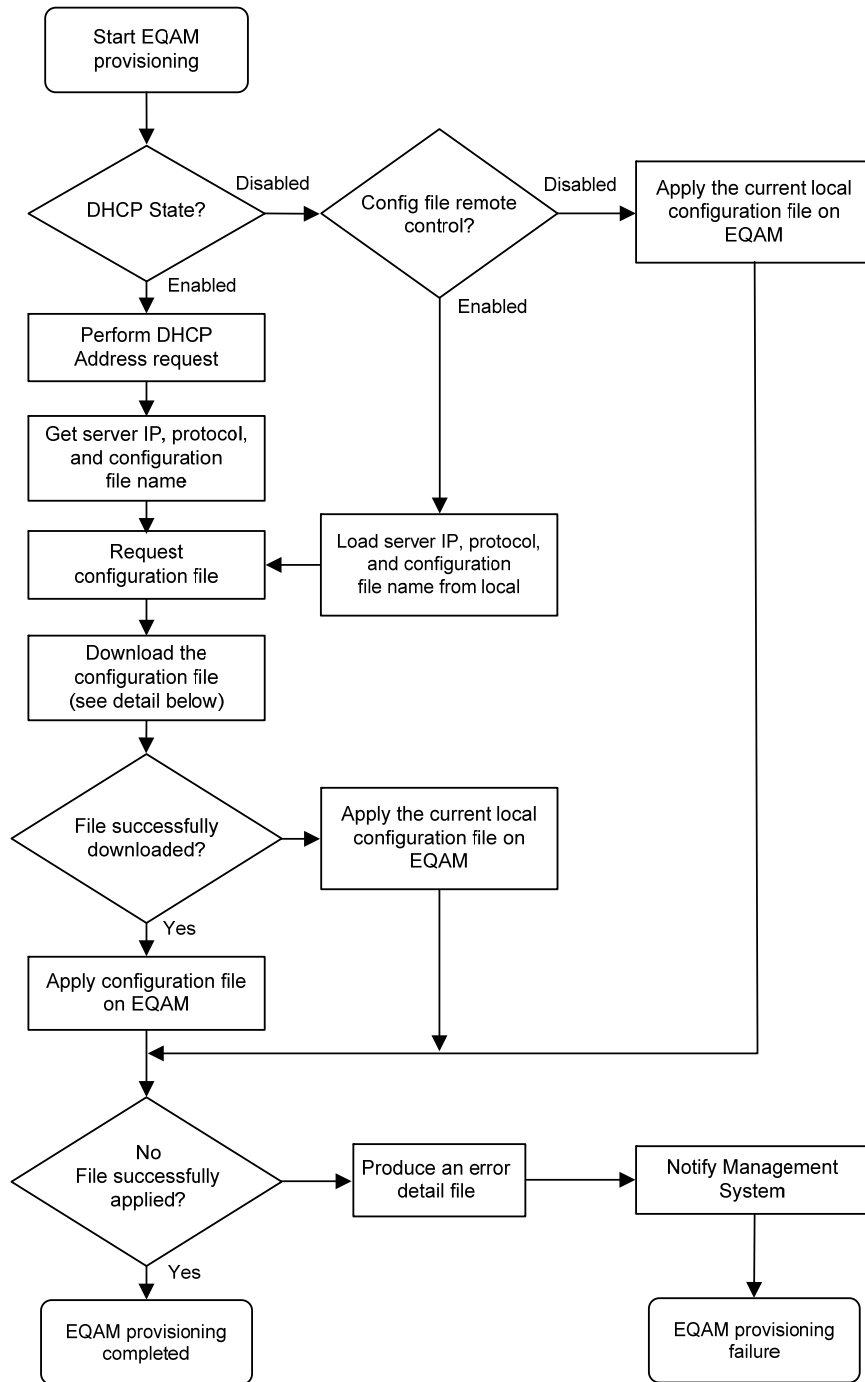 Start EQAM
provisioning
DHCP State?
Disabled
Config file remote
control?
Disabled
Apply the current local
configuration file on
EQAM
Enabled
Enabled
Perform DHCP
Address request
Get server IP, protocol,
and configuration
file name
Request
configuration file
Load server IP, protocol,
and configuration
file name from local
Download the
configuration file
(see detail below)
File successfully
downloaded?
Apply the current local
configuration file on
EQAM
Yes
Apply configuration file
on EQAM
No
File successfully
applied?
Produce an error
detail file
Notify Management
System
Yes
EQAM provisioning
completed
EQAM provisioning
failure